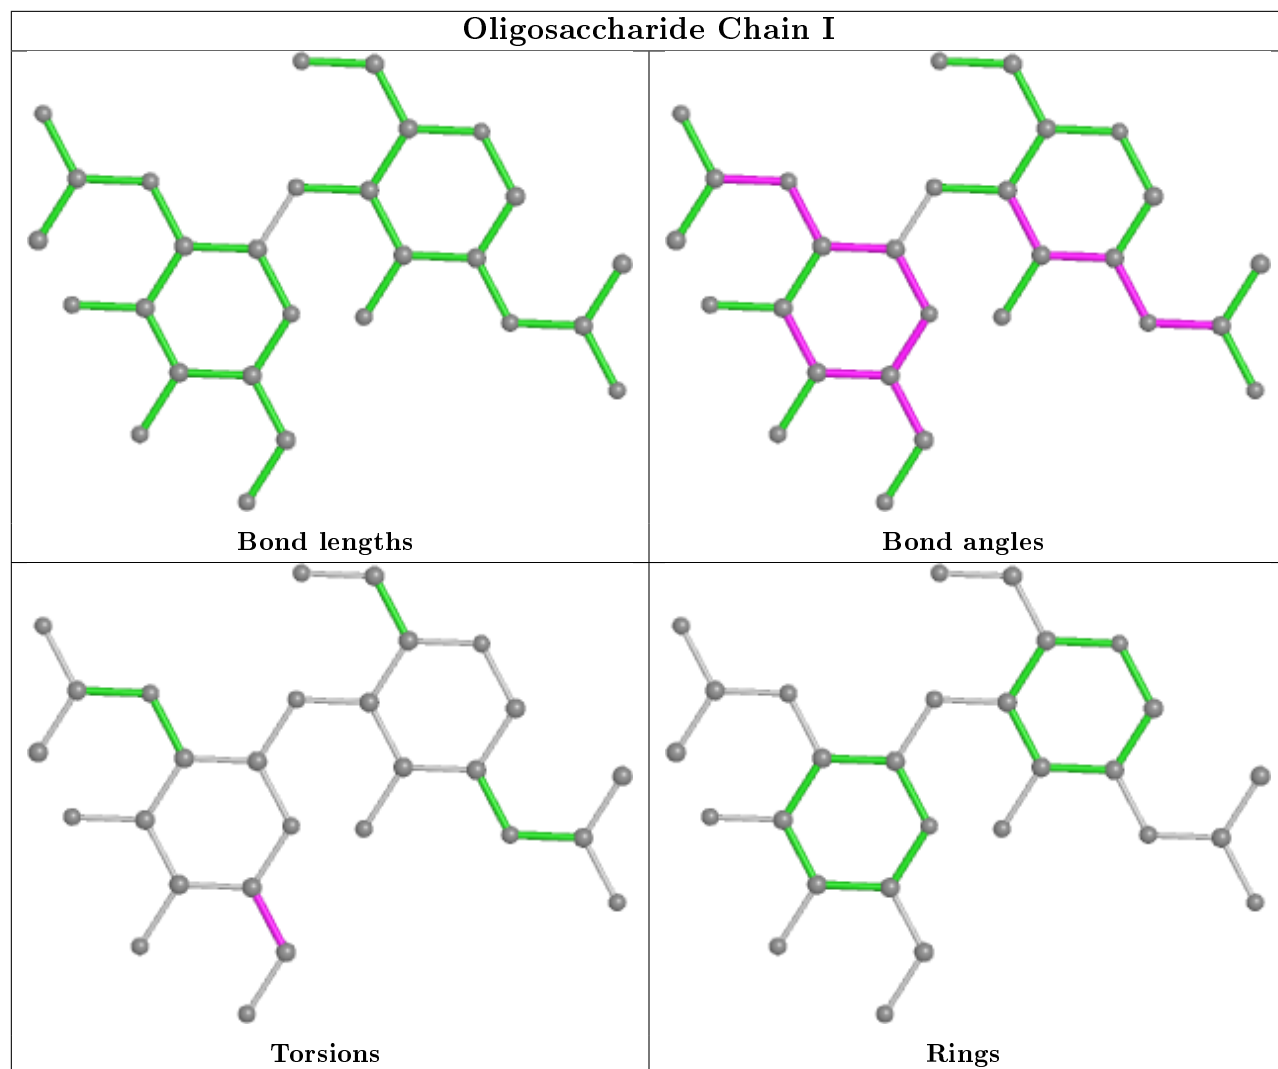 Oligosaccharide Chain I
Bond lengths
Bond angles
Torsions
Rings